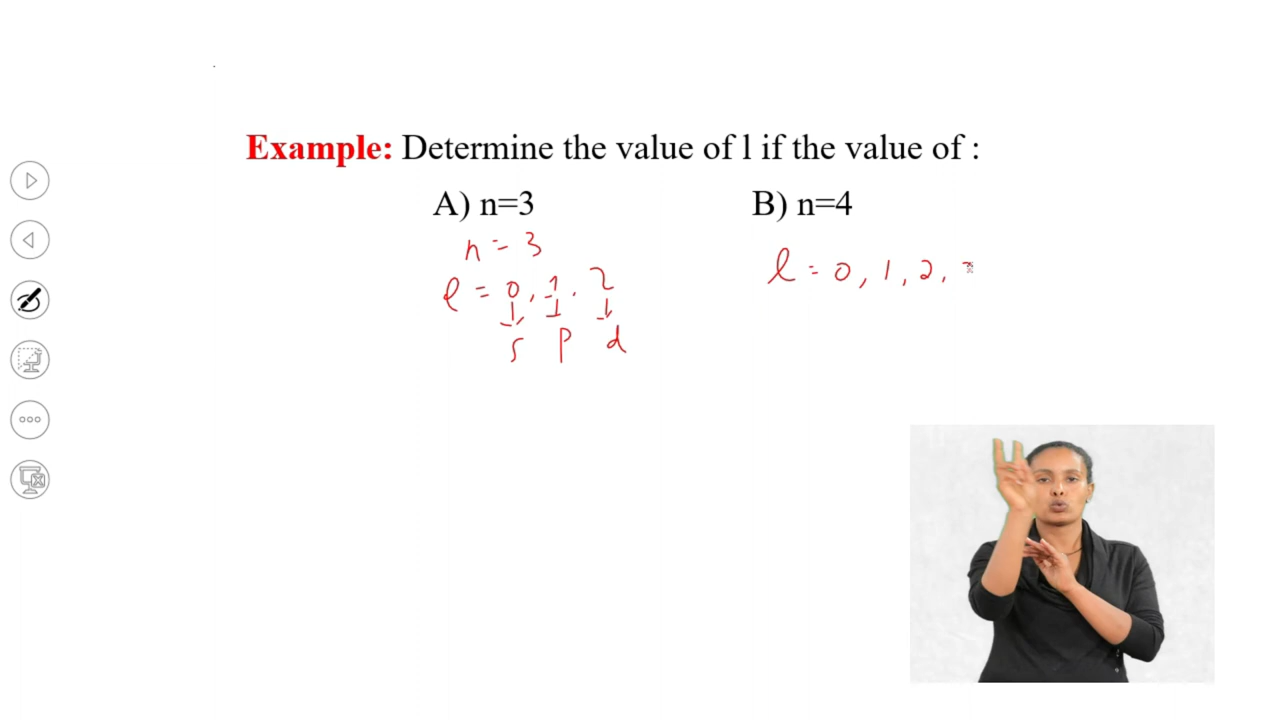 Example: Determine the value of l if the value of :
A) n=3 B) n=4
n = 3
l = 0, 1, 2
s p d
l = 0, 1, 2,